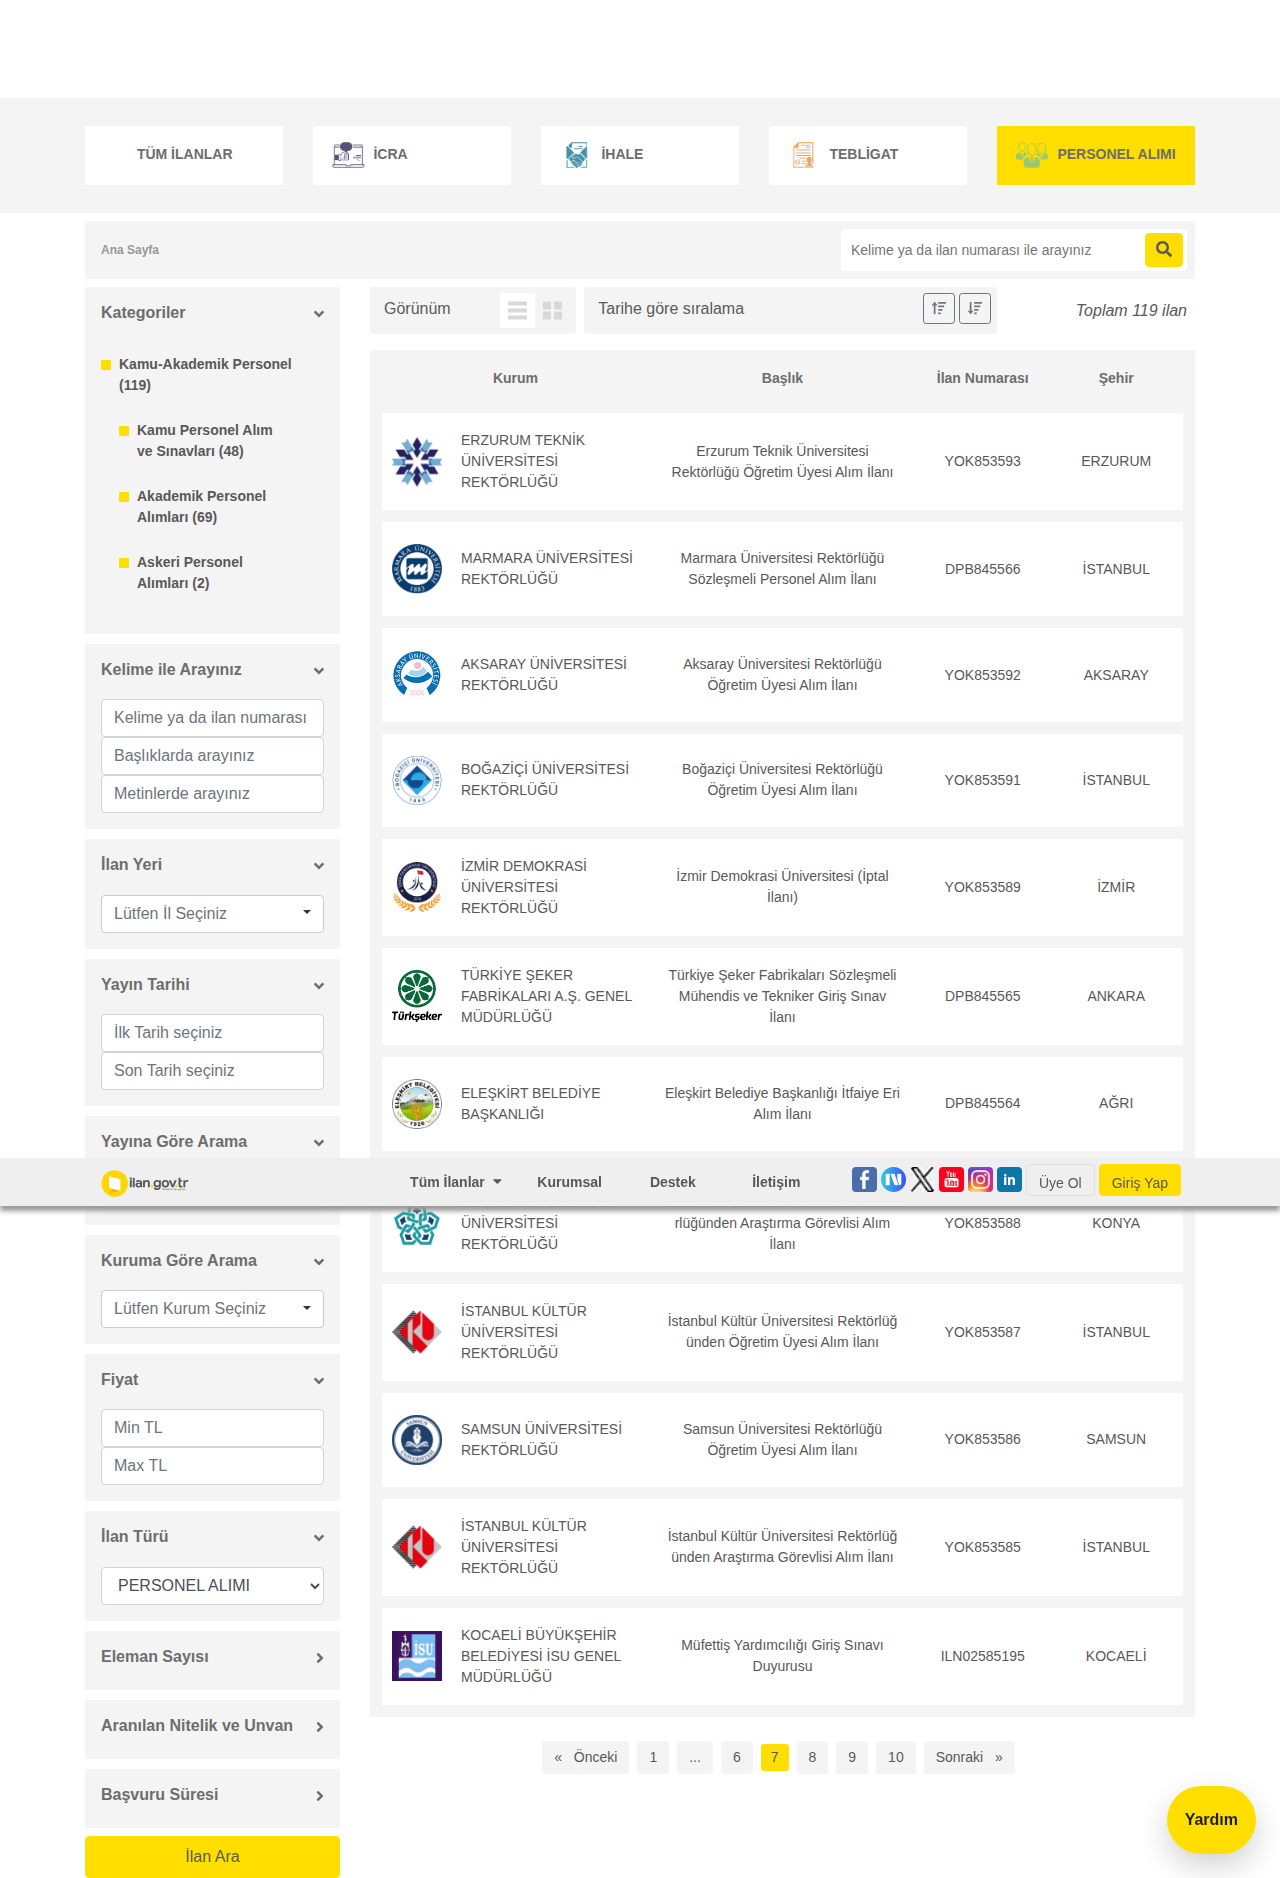 TÜM İLANLAR
İCRA
İHALE
TEBLİGAT
PERSONEL ALIMI
Ana Sayfa
Kelime ya da ilan numarası ile arayınız
Kategoriler
Kamu-Akademik Personel
(119)
Kamu Personel Alım
ve Sınavları (48)
Akademik Personel
Alımları (69)
Askeri Personel
Alımları (2)
Kelime ile Arayınız
Kelime ya da ilan numarası
Başlıklarda arayınız
Metinlerde arayınız
İlan Yeri
Lütfen İl Seçiniz
Yayın Tarihi
İlk Tarih seçiniz
Son Tarih seçiniz
Yayına Göre Arama
Görünüm
Tarihe göre sıralama
Toplam 119 ilan
Kurum
Başlık
İlan Numarası
Şehir
ERZURUM TEKNİK
ÜNİVERSİTESİ
REKTÖRLÜĞÜ
Erzurum Teknik Üniversitesi
Rektörlüğü Öğretim Üyesi Alım İlanı
YOK853593
ERZURUM
MARMARA ÜNİVERSİTESİ
REKTÖRLÜĞÜ
Marmara Üniversitesi Rektörlüğü
Sözleşmeli Personel Alım İlanı
DPB845566
İSTANBUL
AKSARAY ÜNİVERSİTESİ
REKTÖRLÜĞÜ
Aksaray Üniversitesi Rektörlüğü
Öğretim Üyesi Alım İlanı
YOK853592
AKSARAY
BOĞAZİÇİ ÜNİVERSİTESİ
REKTÖRLÜĞÜ
Boğaziçi Üniversitesi Rektörlüğü
Öğretim Üyesi Alım İlanı
YOK853591
İSTANBUL
İZMİR DEMOKRASİ
ÜNİVERSİTESİ
REKTÖRLÜĞÜ
İzmir Demokrasi Üniversitesi (İptal
İlanı)
YOK853589
İZMİR
Türkşeker
TÜRKİYE ŞEKER
FABRİKALARI A.Ş. GENEL
MÜDÜRLÜĞÜ
Türkiye Şeker Fabrikaları Sözleşmeli
Mühendis ve Tekniker Giriş Sınav
İlanı
DPB845565
ANKARA
ELEŞKİRT BELEDİYE
BAŞKANLIĞI
Eleşkirt Belediye Başkanlığı İtfaiye Eri
Alım İlanı
DPB845564
AĞRI
ilan.gov.tr
Tüm İlanlar
Kurumsal
Destek
İletişim
Üye Ol
Giriş Yap
ÜNİVERSİTESİ
REKTÖRLÜĞÜ
rlüğünden Araştırma Görevlisi Alım
İlanı
YOK853588
KONYA
İSTANBUL KÜLTÜR
ÜNİVERSİTESİ
REKTÖRLÜĞÜ
İstanbul Kültür Üniversitesi Rektörlüğ
ünden Öğretim Üyesi Alım İlanı
YOK853587
İSTANBUL
SAMSUN ÜNİVERSİTESİ
REKTÖRLÜĞÜ
Samsun Üniversitesi Rektörlüğü
Öğretim Üyesi Alım İlanı
YOK853586
SAMSUN
İSTANBUL KÜLTÜR
ÜNİVERSİTESİ
REKTÖRLÜĞÜ
İstanbul Kültür Üniversitesi Rektörlüğ
ünden Araştırma Görevlisi Alım İlanı
YOK853585
İSTANBUL
İSU
KOCAELİ BÜYÜKŞEHİR
BELEDİYESİ İSU GENEL
MÜDÜRLÜĞÜ
Müfettiş Yardımcılığı Giriş Sınavı
Duyurusu
ILN02585195
KOCAELİ
Kuruma Göre Arama
Lütfen Kurum Seçiniz
Fiyat
Min TL
Max TL
İlan Türü
PERSONEL ALIMI
Eleman Sayısı
Aranılan Nitelik ve Unvan
Başvuru Süresi
İlan Ara
« Önceki 1 ... 6 7 8 9 10 Sonraki »
Yardım